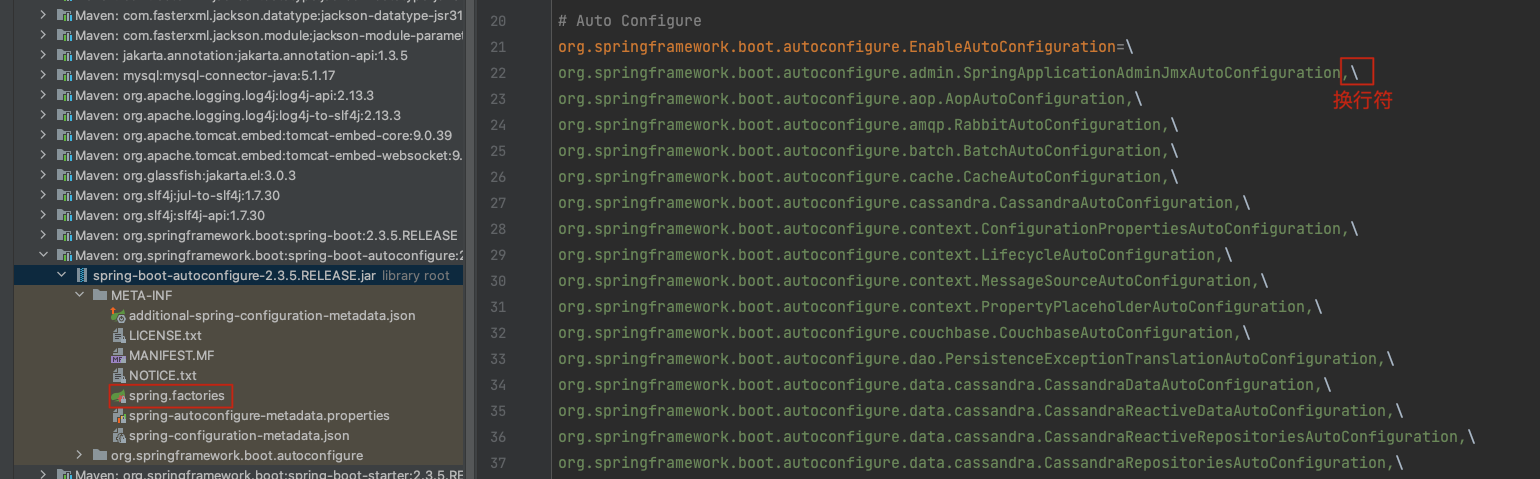 Maven: com.fasterxml.jackson.datatype:jackson-datatype-jsr31
Maven: com.fasterxml.jackson.module:jackson-module-paramet
Maven: jakarta.annotation:jakarta.annotation-api:1.3.5
Maven: mysql:mysql-connector-java:5.1.17
Maven: org.apache.logging.log4j:log4j-api:2.13.3
Maven: org.apache.logging.log4j:log4j-to-slf4j:2.13.3
Maven: org.apache.tomcat.embed:tomcat-embed-core:9.0.39
Maven: org.apache.tomcat.embed:tomcat-embed-websocket:9.
Maven: org.glassfish:jakarta.el:3.0.3
Maven: org.slf4j:jul-to-slf4j:1.7.30
Maven: org.slf4j:slf4j-api:1.7.30
Maven: org.springframework.boot:spring-boot:2.3.5.RELEASE
Maven: org.springframework.boot:spring-boot-autoconfigure:2
spring-boot-autoconfigure-2.3.5.RELEASE.jar library root
META-INF
additional-spring-configuration-metadata.json
LICENSE.txt
MANIFEST.MF
NOTICE.txt
spring.factories
spring-autoconfigure-metadata.properties
spring-configuration-metadata.json
org.springframework.boot.autoconfigure
Maven: org.springframework.boot:spring-boot-starter:2.3.5.RE
20 # Auto Configure
21 org.springframework.boot.autoconfigure.EnableAutoConfiguration=\
22 org.springframework.boot.autoconfigure.admin.SpringApplicationAdminJmxAutoConfiguration,\
换行符
23 org.springframework.boot.autoconfigure.aop.AopAutoConfiguration,\
24 org.springframework.boot.autoconfigure.amqp.RabbitAutoConfiguration,\
25 org.springframework.boot.autoconfigure.batch.BatchAutoConfiguration,\
26 org.springframework.boot.autoconfigure.cache.CacheAutoConfiguration,\
27 org.springframework.boot.autoconfigure.cassandra.CassandraAutoConfiguration,\
28 org.springframework.boot.autoconfigure.context.ConfigurationPropertiesAutoConfiguration,\
29 org.springframework.boot.autoconfigure.context.LifecycleAutoConfiguration,\
30 org.springframework.boot.autoconfigure.context.MessageSourceAutoConfiguration,\
31 org.springframework.boot.autoconfigure.context.PropertyPlaceholderAutoConfiguration,\
32 org.springframework.boot.autoconfigure.couchbase.CouchbaseAutoConfiguration,\
33 org.springframework.boot.autoconfigure.dao.PersistenceExceptionTranslationAutoConfiguration,\
34 org.springframework.boot.autoconfigure.data.cassandra.CassandraDataAutoConfiguration,\
35 org.springframework.boot.autoconfigure.data.cassandra.CassandraReactiveDataAutoConfiguration,\
36 org.springframework.boot.autoconfigure.data.cassandra.CassandraReactiveRepositoriesAutoConfiguration,\
37 org.springframework.boot.autoconfigure.data.cassandra.CassandraRepositoriesAutoConfiguration,\